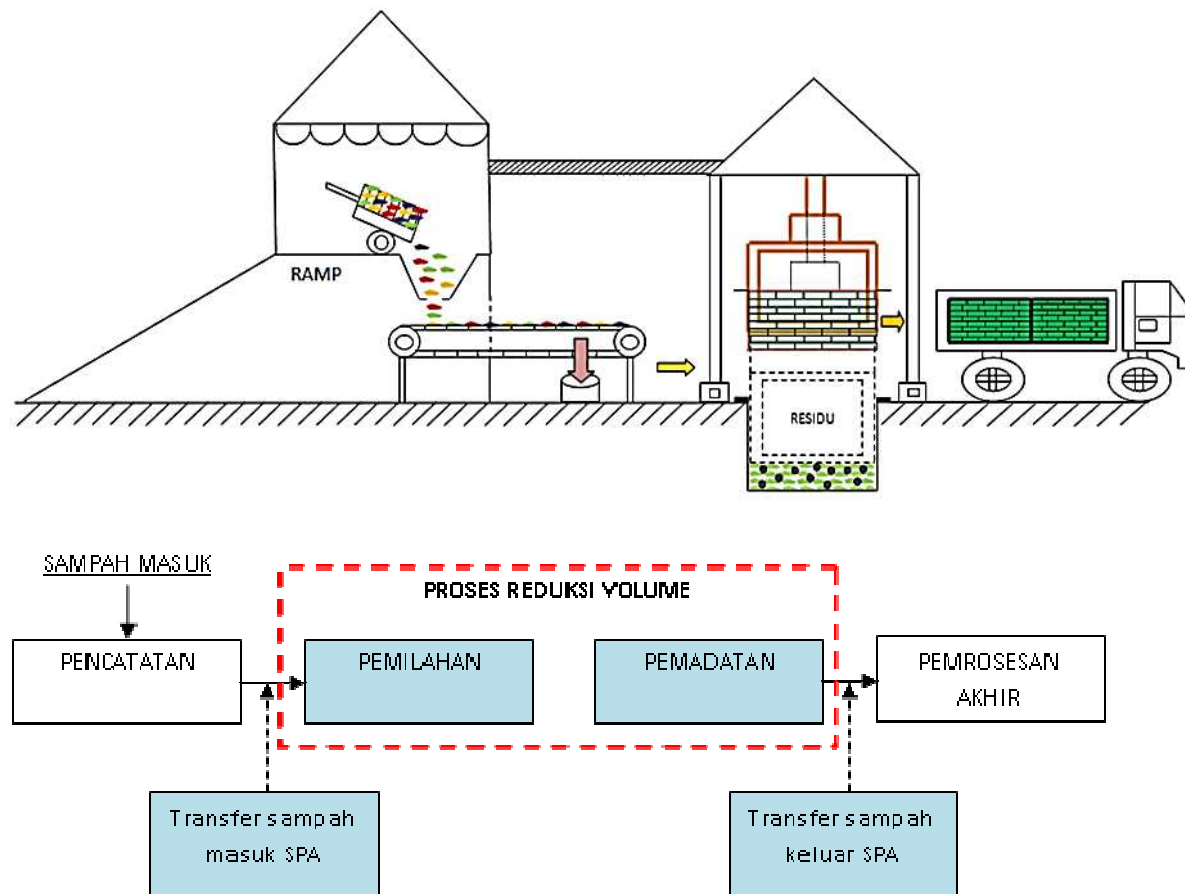 RAMP
RESIDU
SAMPAH MASUK
PROSES REDUKSI VOLUME
PENCATATAN
PEMILAHAN
PEMADATAN
PEMROSESAN
AKHIR
Transfer sampah
masuk SPA
Transfer sampah
keluar SPA